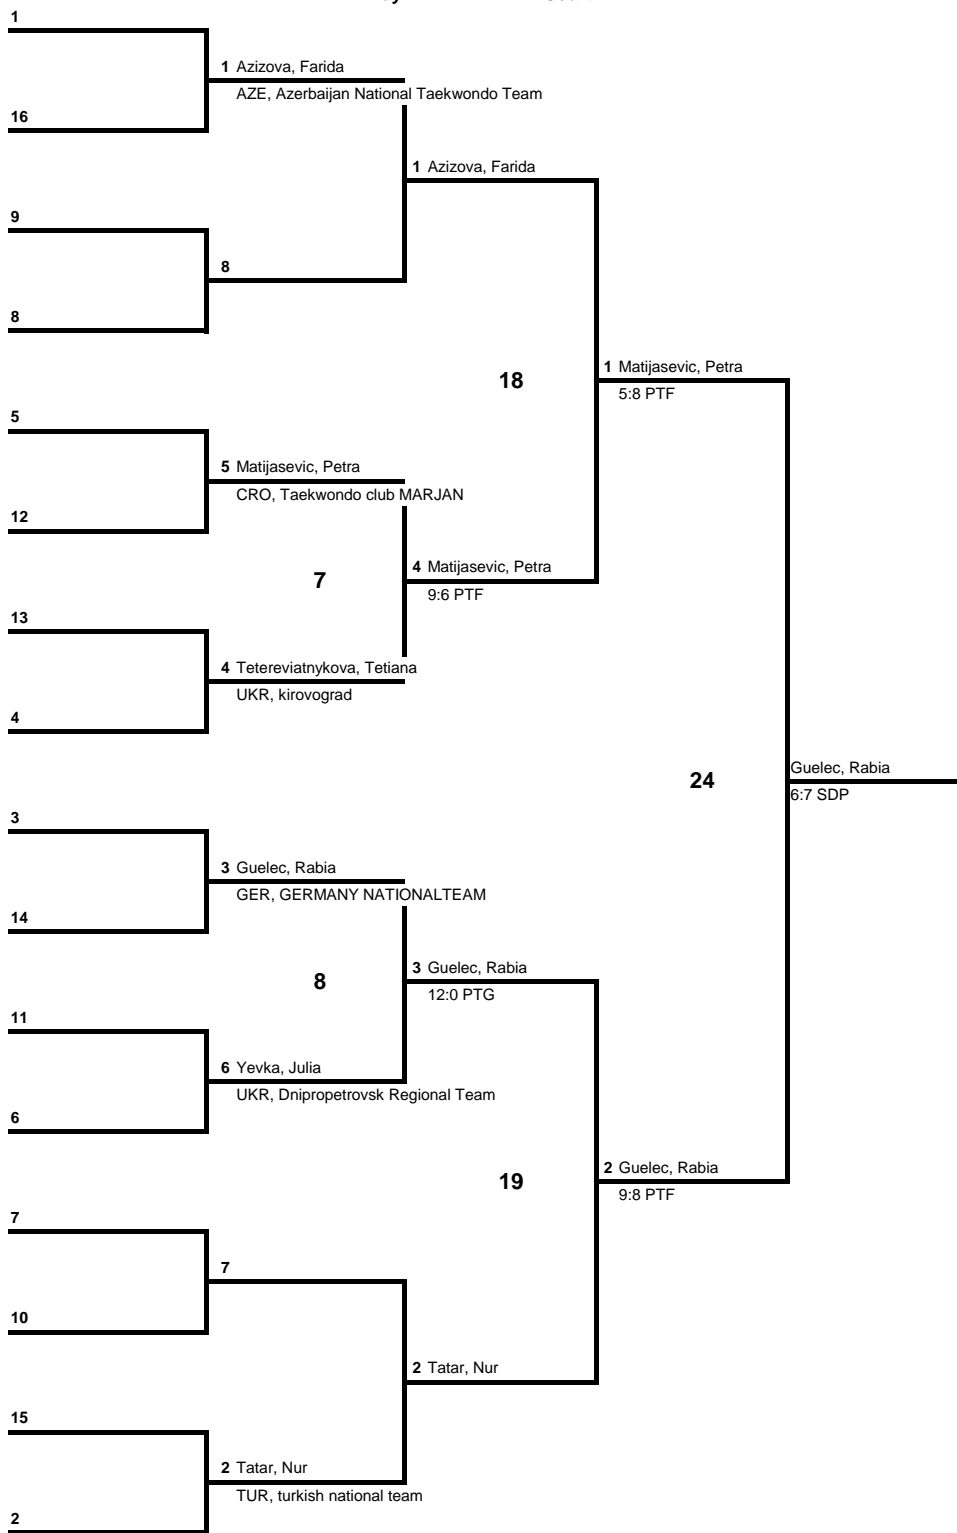 1
1 Azizova, Farida
AZE, Azerbaijan National Taekwondo Team
16
1 Azizova, Farida
9
8
8
1 Matijasevic, Petra
18
5:8 PTF
5
5 Matijasevic, Petra
CRO, Taekwondo club MARJAN
12
4 Matijasevic, Petra
7
9:6 PTF
13
4 Tetereviatnykova, Tetiana
UKR, kirovograd
4
Guelec, Rabia
24
6:7 SDP
3
3 Guelec, Rabia
GER, GERMANY NATIONALTEAM
14
3 Guelec, Rabia
8
12:0 PTG
11
6 Yevka, Julia
UKR, Dnipropetrovsk Regional Team
6
2 Guelec, Rabia
19
9:8 PTF
7
7
10
2 Tatar, Nur
15
2 Tatar, Nur
TUR, turkish national team
2